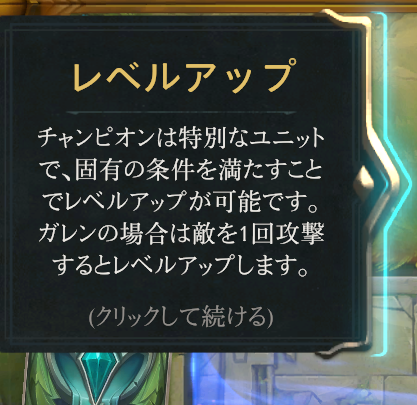 レベルアップ
チャンピオンは特別なユニット
で、固有の条件を満たすこと
でレベルアップが可能です。
ガレンの場合は敵を1回攻撃
するとレベルアップします。
(クリックして続ける)